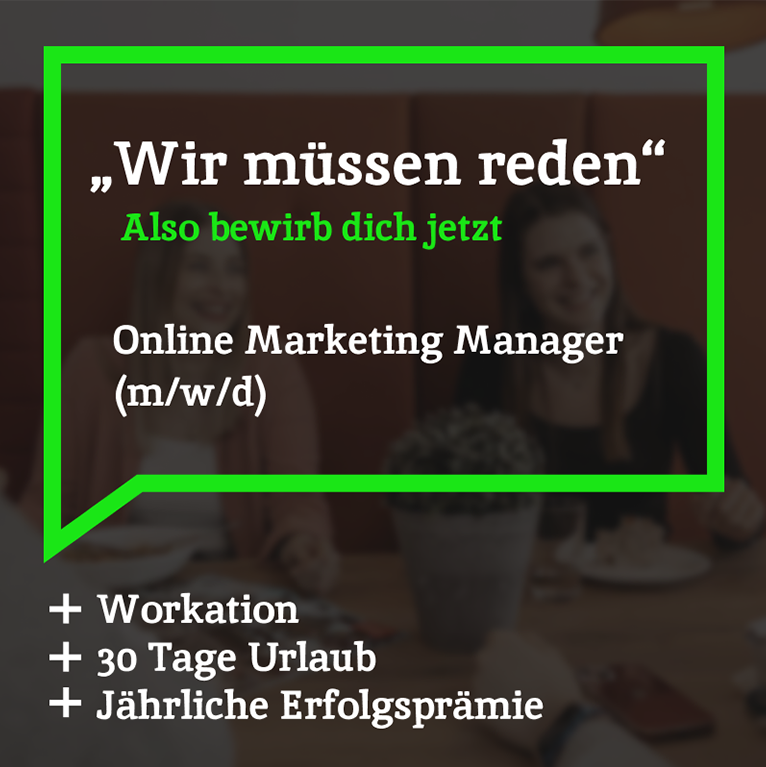 „Wir müssen reden“
Also bewirb dich jetzt
Online Marketing Manager
(m/w/d)
+ Workation
+ 30 Tage Urlaub
+ Jährliche Erfolgsprämie